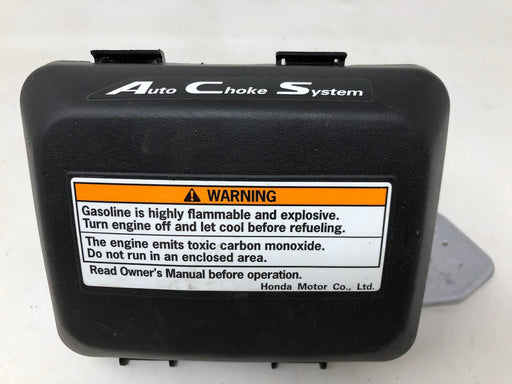 Auto Choke System
WARNING
Gasoline is highly flammable and explosive.
Turn engine off and let cool before refueling.
The engine emits toxic carbon monoxide.
Do not run in an enclosed area.
Read Owner's Manual before operation.
Honda Motor Co., Ltd.